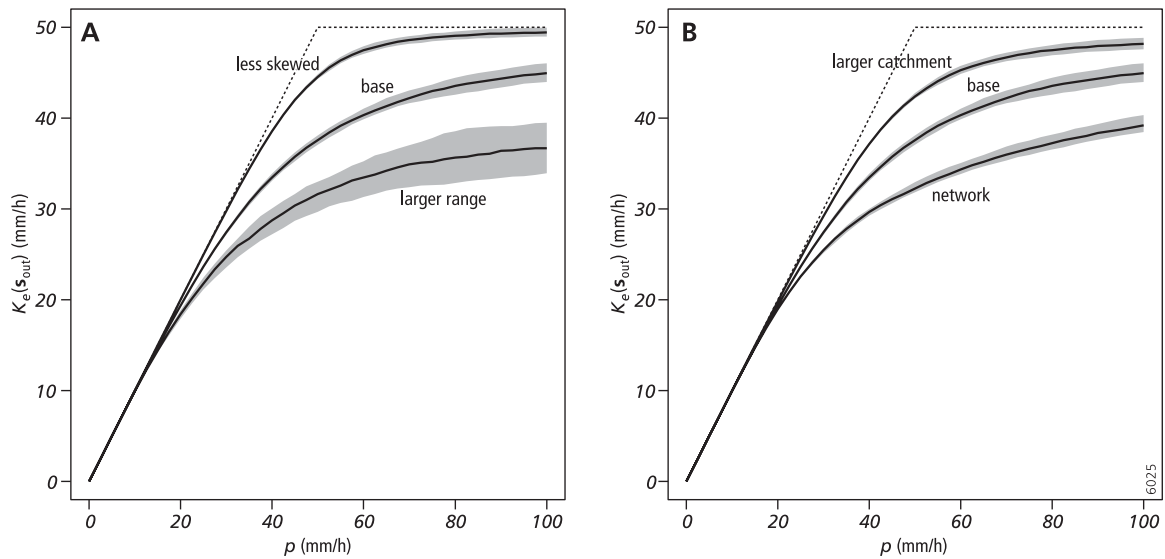 A
50
40
30
20
10
0
Kₑ(s_out) (mm/h)
less skewed
base
larger range
0 20 40 60 80 100
p (mm/h)
B
50
40
30
20
10
0
Kₑ(s_out) (mm/h)
larger catchment
base
network
6025
0 20 40 60 80 100
p (mm/h)